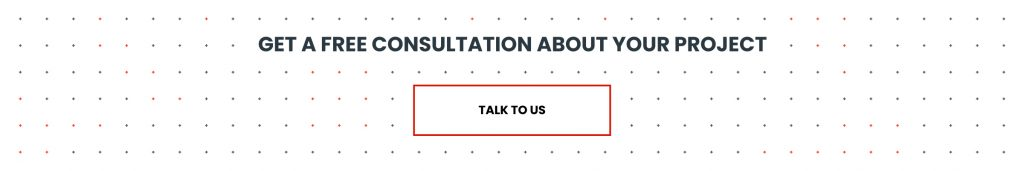 GET A FREE CONSULTATION ABOUT YOUR PROJECT
TALK TO US